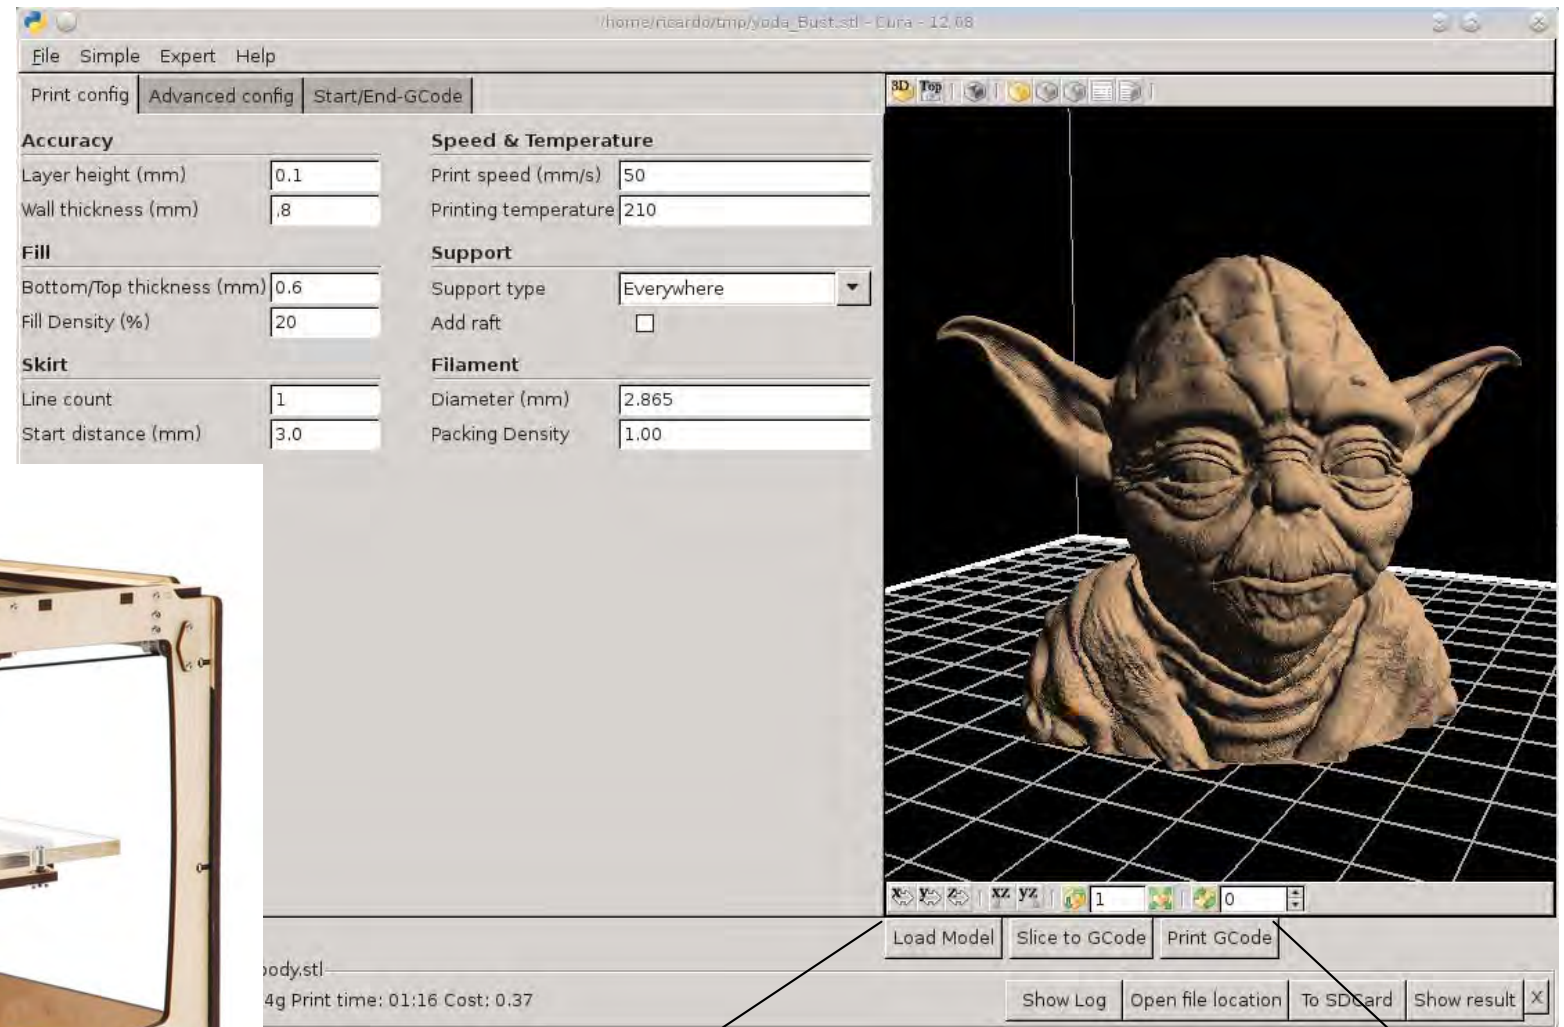 /home/ricardo/tmp/yoda_Bust.stl - Cura - 12.08
File Simple Expert Help
Print config Advanced config Start/End-GCode
3D Top
Accuracy
Layer height (mm) 0.1
Wall thickness (mm) .8
Fill
Bottom/Top thickness (mm) 0.6
Fill Density (%) 20
Skirt
Line count 1
Start distance (mm) 3.0
Speed & Temperature
Print speed (mm/s) 50
Printing temperature 210
Support
Support type Everywhere
Add raft
Filament
Diameter (mm) 2.865
Packing Density 1.00
X Y Z XZ YZ 1 0
Load Model Slice to GCode Print GCode
body.stl
4g Print time: 01:16 Cost: 0.37
Show Log Open file location To SDCard Show result X